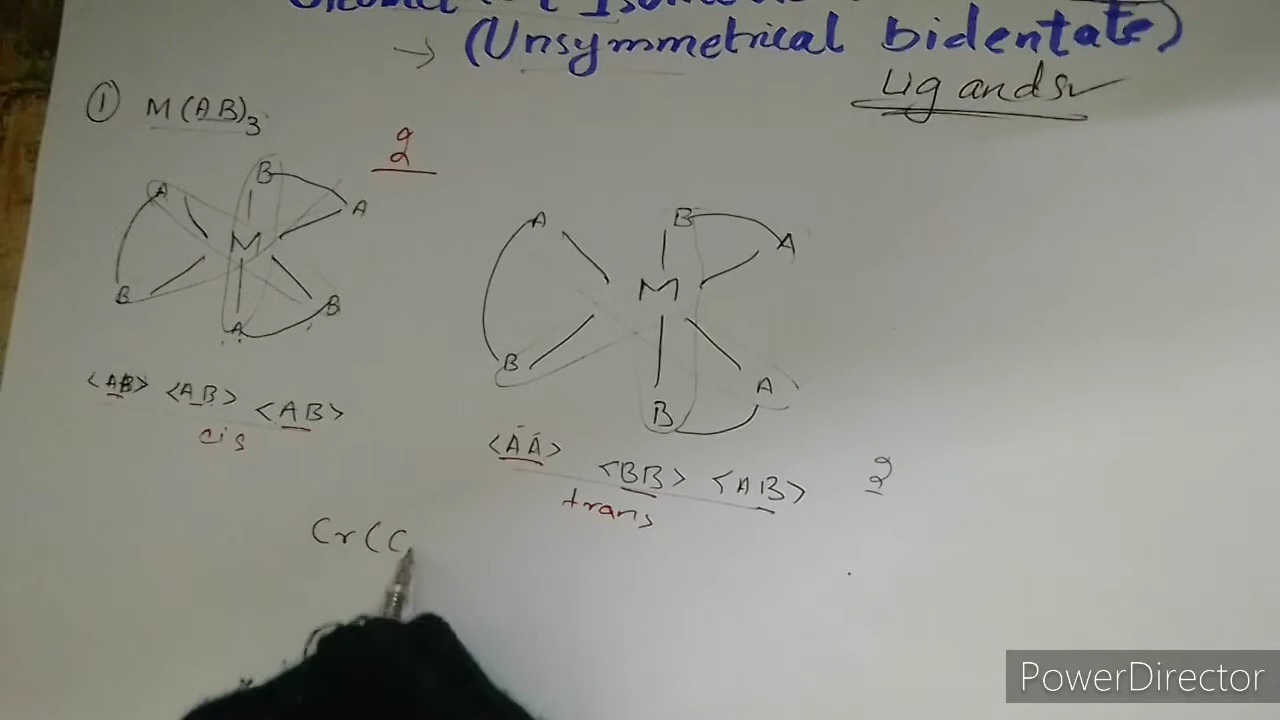 (Unsymmetrical bidentate)
Ligands
① M(AB)₃
2
B
A
A
M
B
B
A
<AB> <AB> <AB>
cis
A
B
A
M
B
A
B
<AA> <BB> <AB> 2
trans
Cr(C
PowerDirector